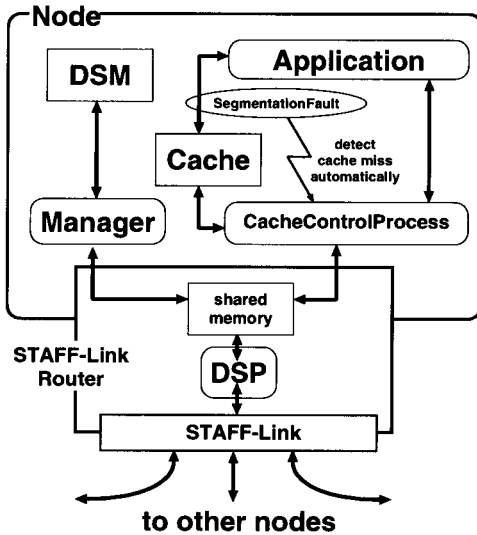 Node
DSM
Application
SegmentationFault
detect
cache miss
automatically
Cache
Manager
CacheControlProcess
shared
memory
STAFF-Link
Router
DSP
STAFF-Link
to other nodes